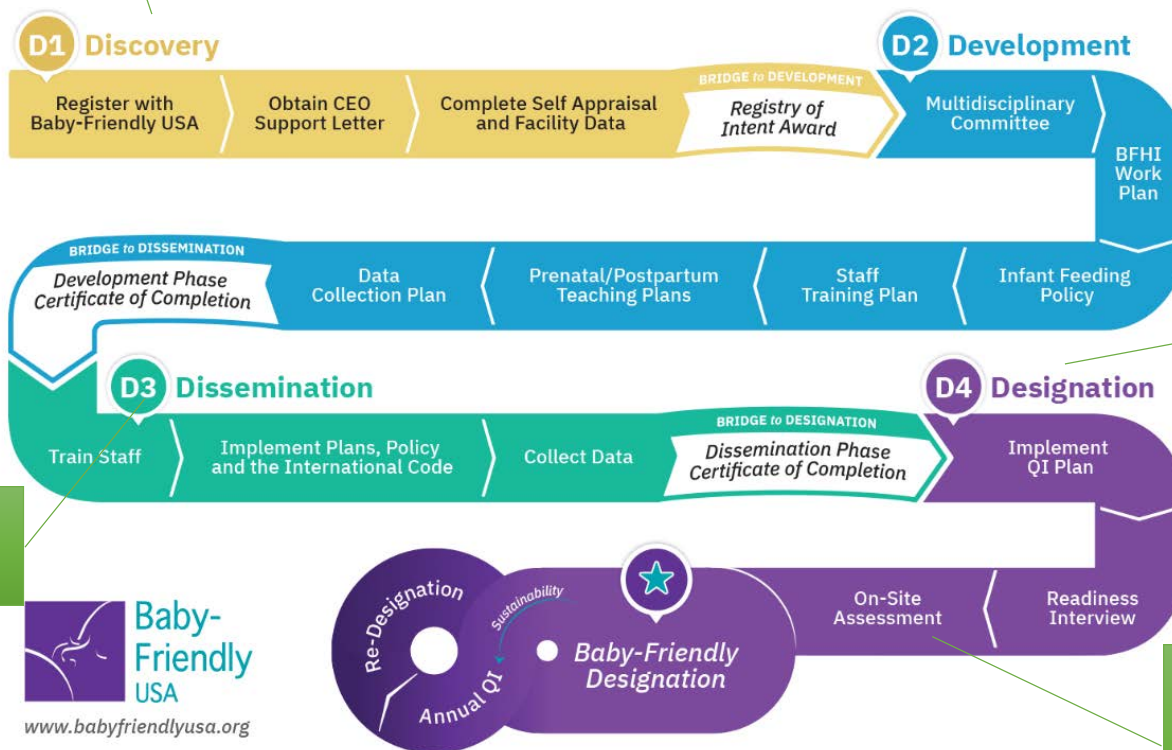 D1 Discovery
Register with
Baby-Friendly USA
Obtain CEO
Support Letter
Complete Self Appraisal
and Facility Data
BRIDGE to DEVELOPMENT
Registry of
Intent Award
D2 Development
Multidisciplinary
Committee
BFHI
Work
Plan
Infant Feeding
Policy
Staff
Training Plan
Prenatal/Postpartum
Teaching Plans
Data
Collection Plan
BRIDGE to DISSEMINATION
Development Phase
Certificate of Completion
D3 Dissemination
Train Staff
Implement Plans, Policy
and the International Code
Collect Data
BRIDGE to DESIGNATION
Dissemination Phase
Certificate of Completion
D4 Designation
Implement
QI Plan
Readiness
Interview
On-Site
Assessment
Baby-Friendly
Designation
Sustainability
Annual QI
Re-Designation
Baby-
Friendly
USA
www.babyfriendlyusa.org